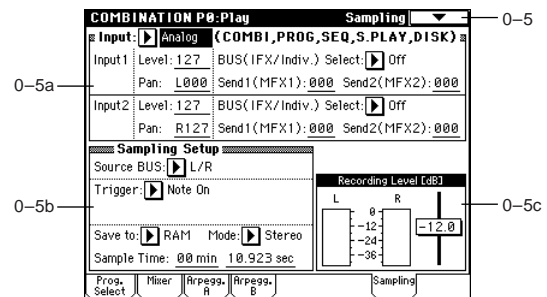 COMBINATION P0:Play Sampling
0–5
Input: Analog (COMBI,PROG,SEQ,S.PLAY,DISK)
Input1 Level: 127 BUS(IFX/Indiv.) Select: Off
0–5a
Pan: L000 Send1(MFX1): 000 Send2(MFX2): 000
Input2 Level: 127 BUS(IFX/Indiv.) Select: Off
Pan: R127 Send1(MFX1): 000 Send2(MFX2): 000
Sampling Setup
Source BUS: L/R
Trigger: Note On
0–5b
Save to: RAM Mode: Stereo
Sample Time: 00 min 10.923 sec
Recording Level [dB]
L R
0
-12
-24
-36
-12.0
0–5c
Prog. Select
Mixer
Arpegg. A
Arpegg. B
Sampling